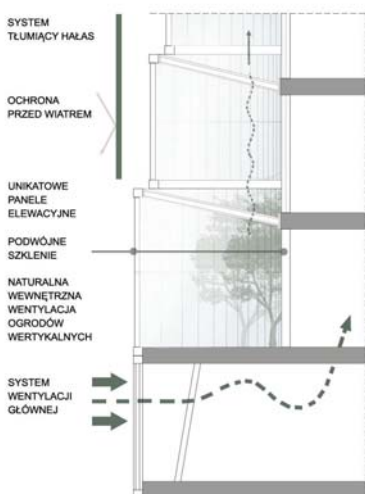 SYSTEM
TŁUMIĄCY HAŁAS
OCHRONA
PRZED WIATREM
UNIKATOWE
PANELE
ELEWACYJNE
PODWÓJNE
SZKLENIE
NATURALNA
WEWNĘTRZNA
WENTYLACJA
OGRODÓW
WERTYKALNYCH
SYSTEM
WENTYLACJI
GŁÓWNEJ